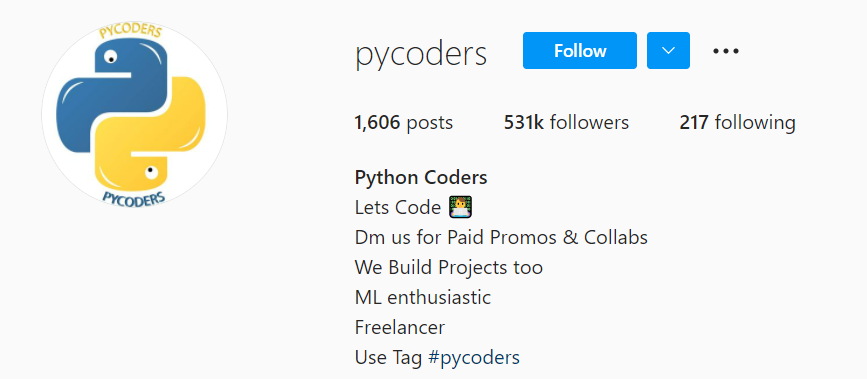 PYCODERS
PYCODERS
pycoders Follow
1,606 posts 531k followers 217 following
Python Coders
Lets Code
Dm us for Paid Promos & Collabs
We Build Projects too
ML enthusiastic
Freelancer
Use Tag #pycoders